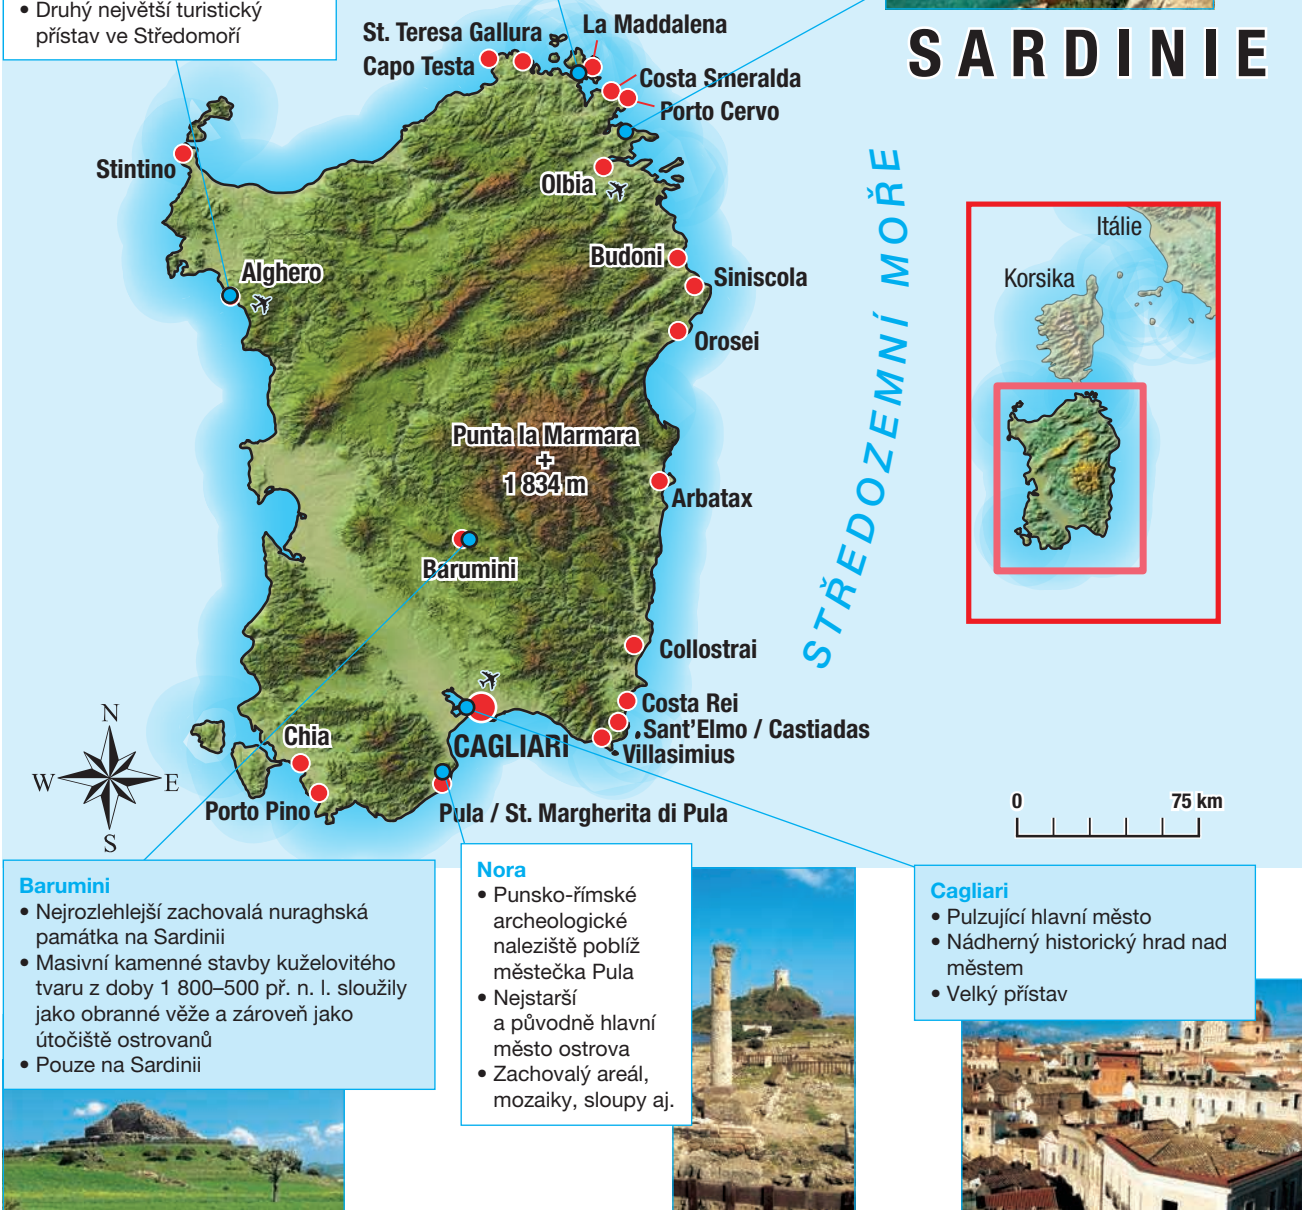 • Druhý největší turistický
přístav ve Středomoří
SARDINIE
St. Teresa Gallura
La Maddalena
Capo Testa
Costa Smeralda
Porto Cervo
Stintino
Olbia
STŘEDOZEMNÍ MOŘE
Itálie
Korsika
Budoni
Alghero
Siniscola
Orosei
Punta la Marmara
+
1 834 m
Arbatax
Barumini
Collostrai
Costa Rei
Sant'Elmo / Castiadas
Villasimius
CAGLIARI
Chia
Porto Pino
Pula / St. Margherita di Pula
N
W
E
S
0
75 km
Barumini
• Nejrozlehlejší zachovalá nuraghská
památka na Sardinii
• Masivní kamenné stavby kuželovitého
tvaru z doby 1 800–500 př. n. l. sloužily
jako obranné věže a zároveň jako
útočiště ostrovanů
• Pouze na Sardinii
Nora
• Punsko-římské
archeologické
naleziště poblíž
městečka Pula
• Nejstarší
a původně hlavní
město ostrova
• Zachovalý areál,
mozaiky, sloupy aj.
Cagliari
• Pulzující hlavní město
• Nádherný historický hrad nad
městem
• Velký přístav